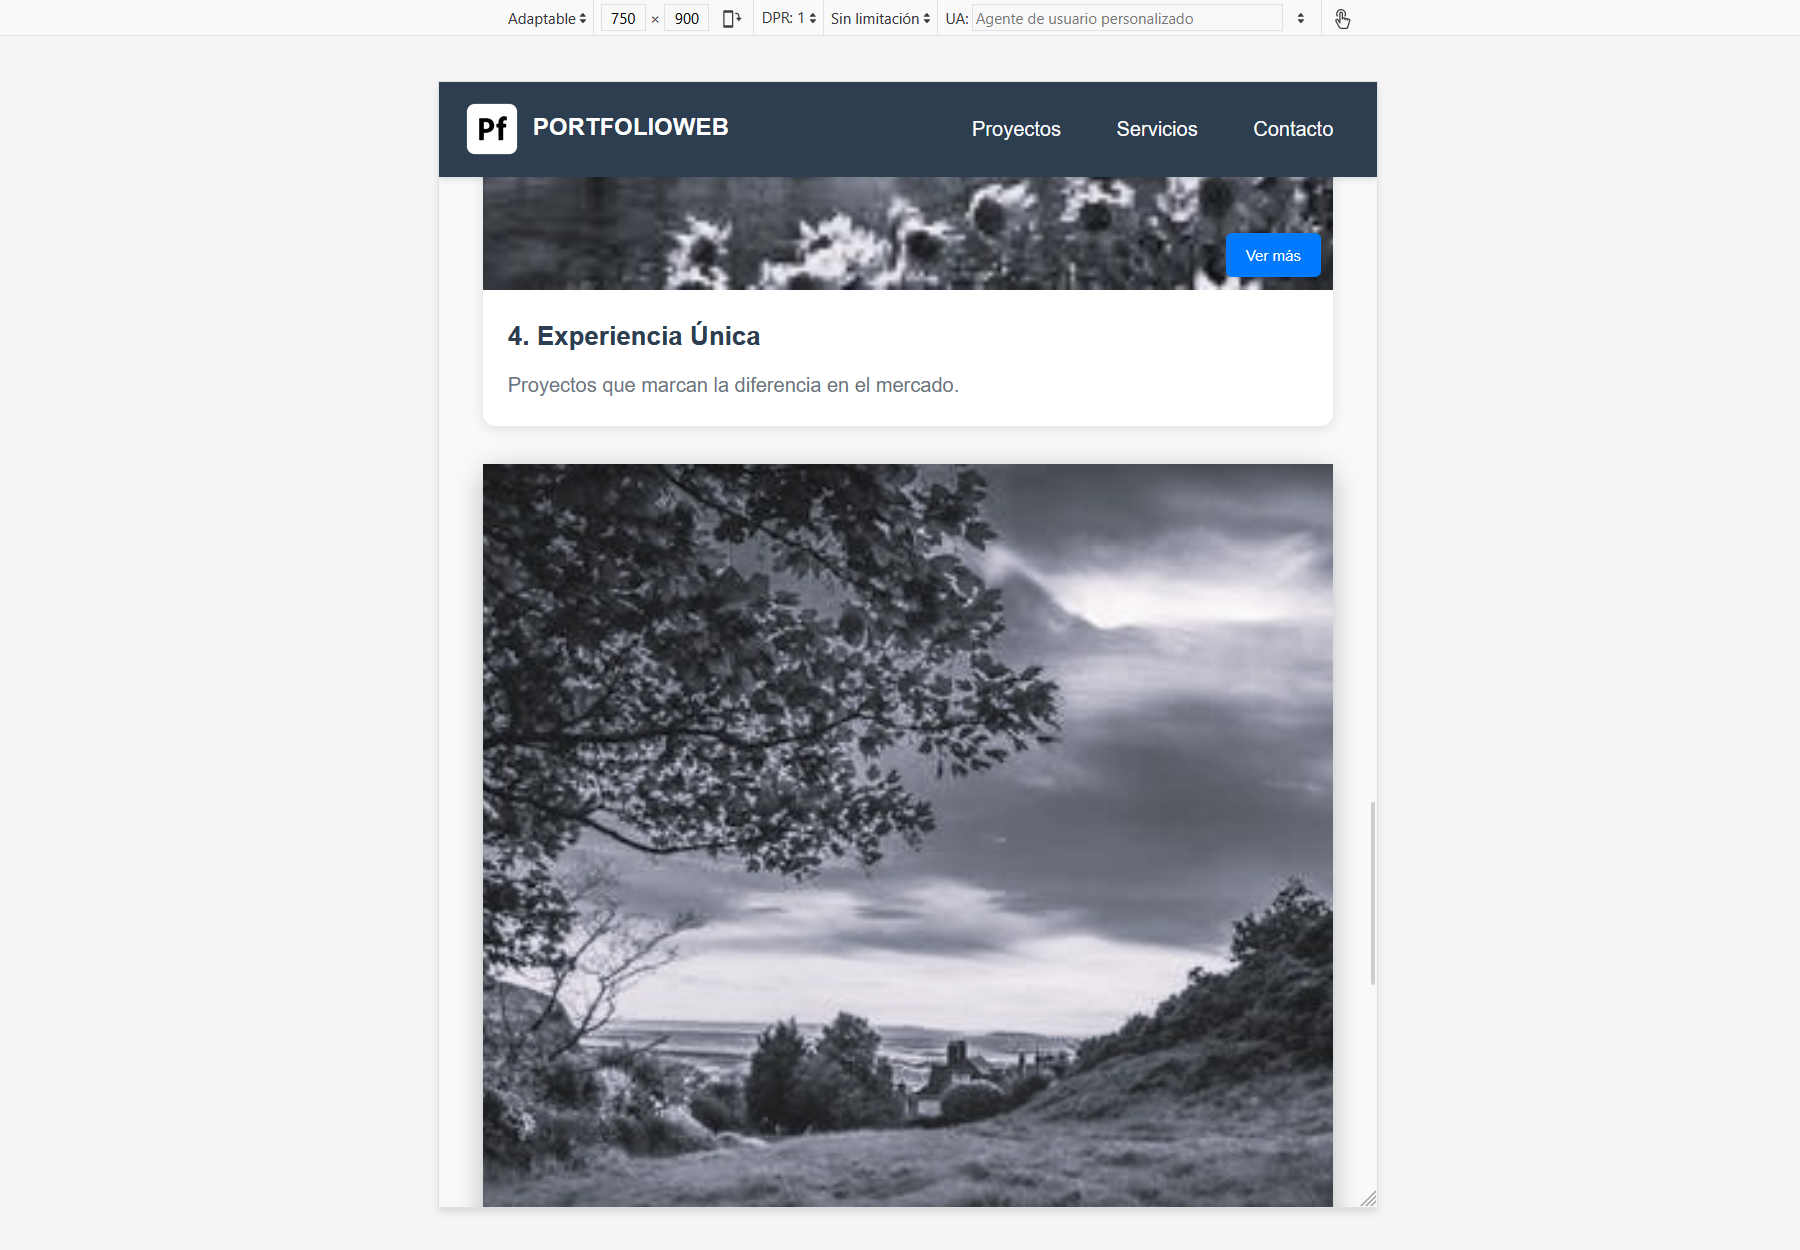 Adaptable 750 × 900 DPR: 1 Sin limitación UA: Agente de usuario personalizado
Pf PORTFOLIOWEB Proyectos Servicios Contacto
Ver más
4. Experiencia Única
Proyectos que marcan la diferencia en el mercado.